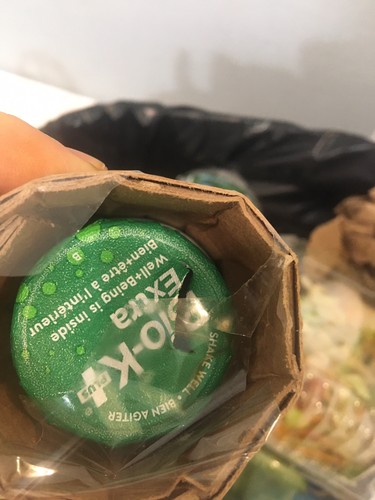 B
Well+Being is inside
Bien-être à l'intérieur
Extra
Bio-K+
PLUS
SHAKE WELL • BIEN AGITER